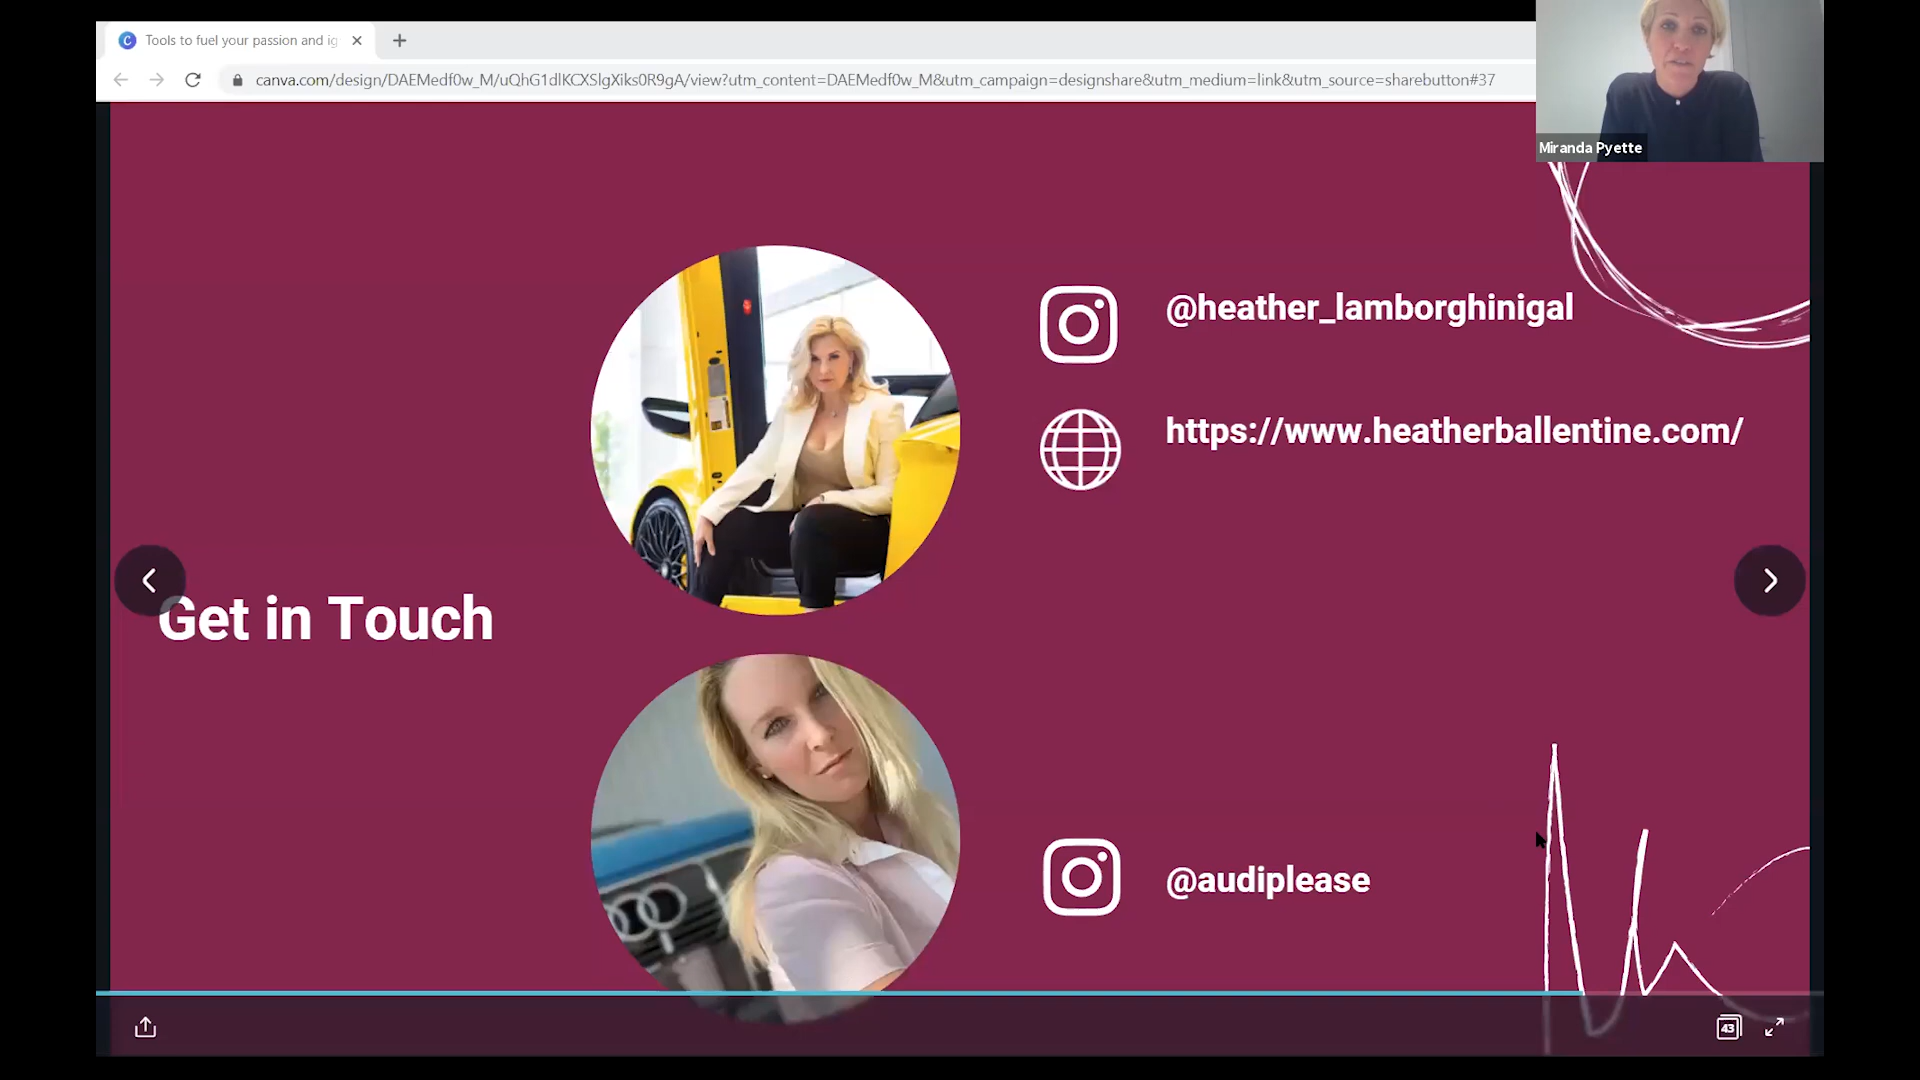 Tools to fuel your passion and ig
canva.com/design/DAEMedf0w_M/uQhG1dlKCXSlgXiks0R9gA/view?utm_content=DAEMedf0w_M&utm_campaign=designshare&utm_medium=link&utm_source=sharebutton#37
Miranda Pyette
@heather_lamborghinigal
https://www.heatherballentine.com/
Get in Touch
@audiplease
43